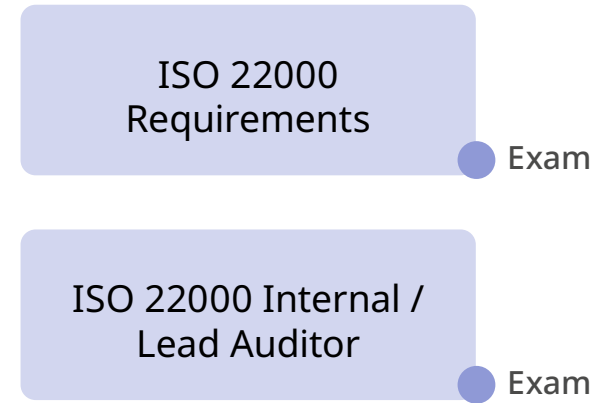 ISO 22000
Requirements
Exam
ISO 22000 Internal /
Lead Auditor
Exam